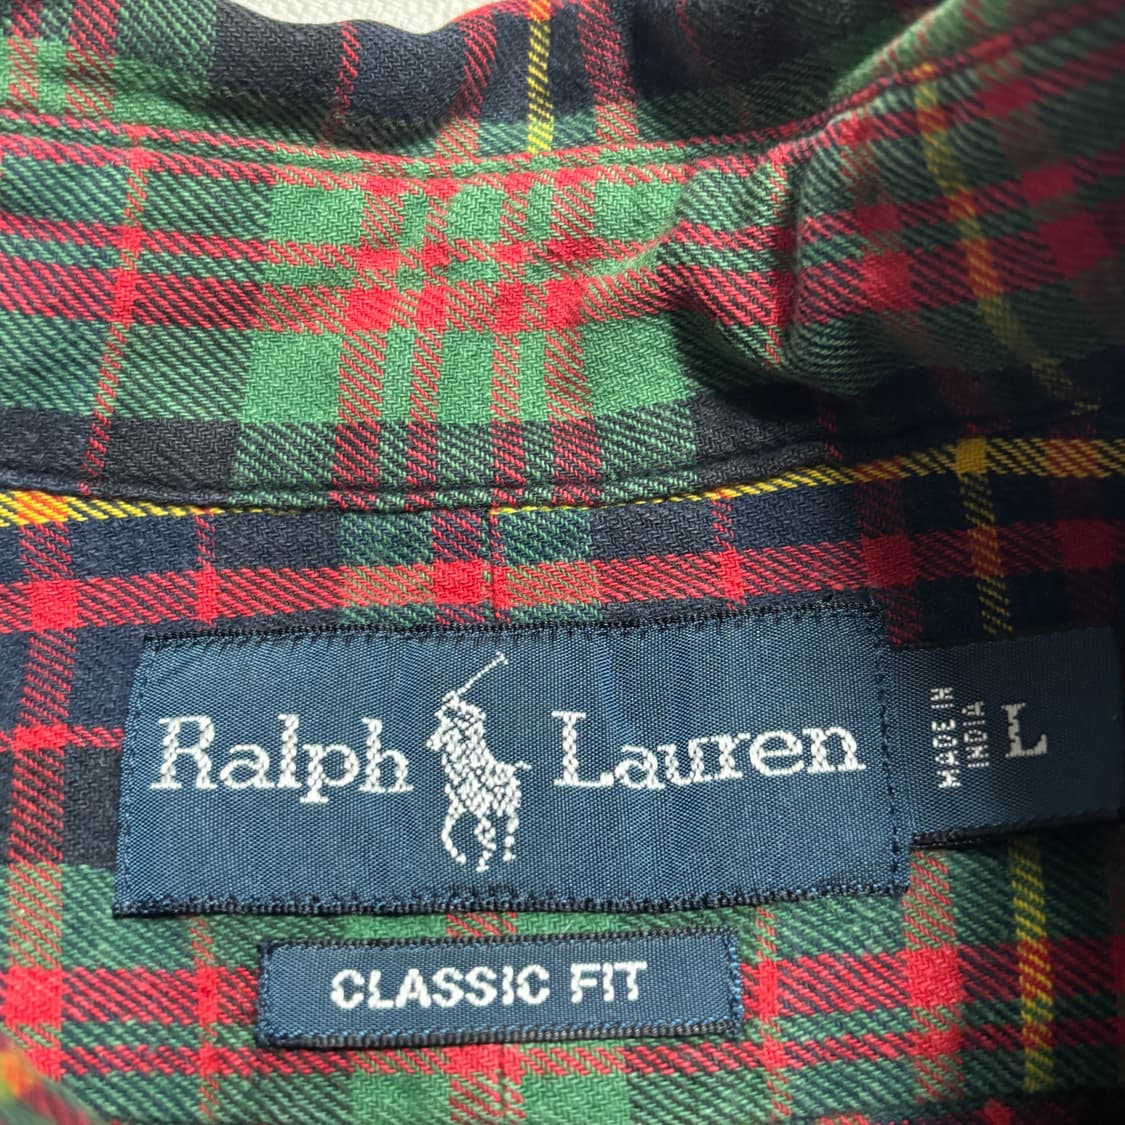 Ralph Lauren
MADE IN
INDIA
L
CLASSIC FIT